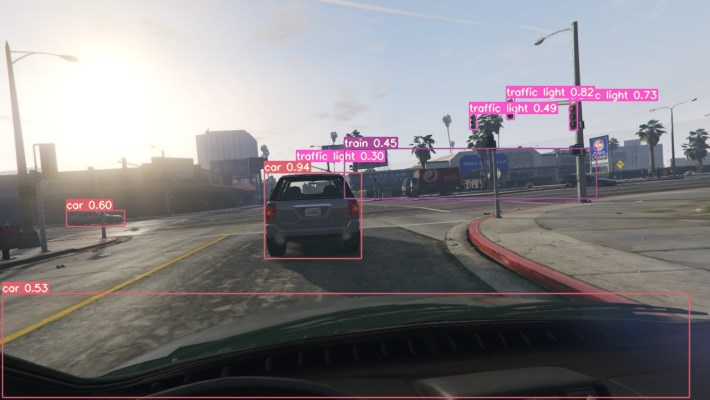 traffic light 0.82
c light 0.73
traffic light 0.49
train 0.45
traffic light 0.30
car 0.94
car 0.60
car 0.53